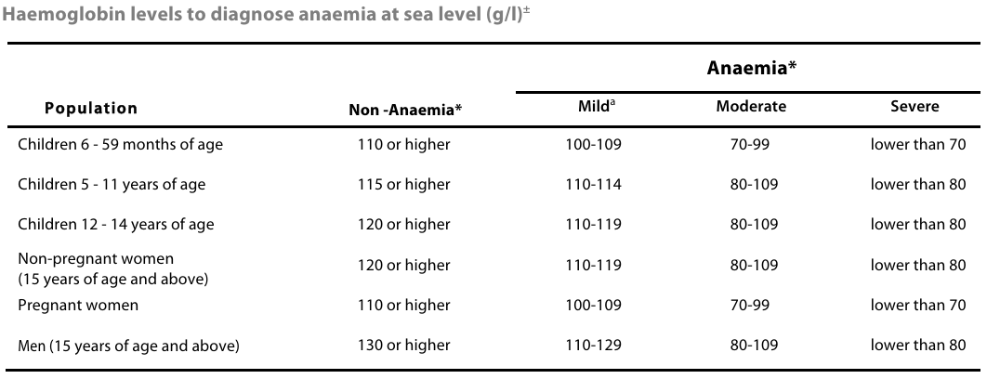 Haemoglobin levels to diagnose anaemia at sea level (g/l)±
Anaemia*
Population Non -Anaemia* Mildᵃ Moderate Severe
Children 6 - 59 months of age 110 or higher 100-109 70-99 lower than 70
Children 5 - 11 years of age 115 or higher 110-114 80-109 lower than 80
Children 12 - 14 years of age 120 or higher 110-119 80-109 lower than 80
Non-pregnant women
(15 years of age and above) 120 or higher 110-119 80-109 lower than 80
Pregnant women 110 or higher 100-109 70-99 lower than 70
Men (15 years of age and above) 130 or higher 110-129 80-109 lower than 80